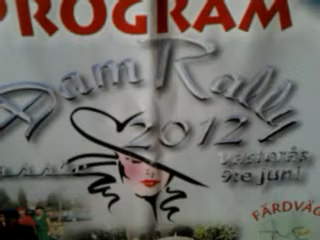 PROGRAM
Dam Rally
2012
Västerås
9:e juni
FÄRDVÄG